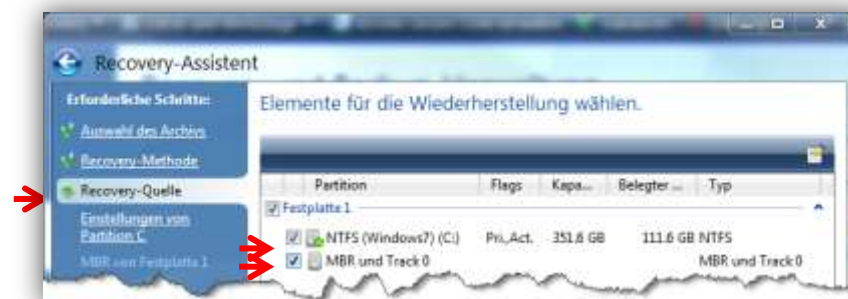 Recovery-Assistent
Erforderliche Schritte:
Auswahl des Archivs
Recovery-Methode
Recovery-Quelle
Einstellungen von
Partition C
MBR von Festplatte 1
Elemente für die Wiederherstellung wählen.
Partition Flags Kapa... Belegter ... Typ
Festplatte 1
NTFS (Windows7) (C:) Pri.,Act. 351.6 GB 111.6 GB NTFS
MBR und Track 0 MBR und Track 0